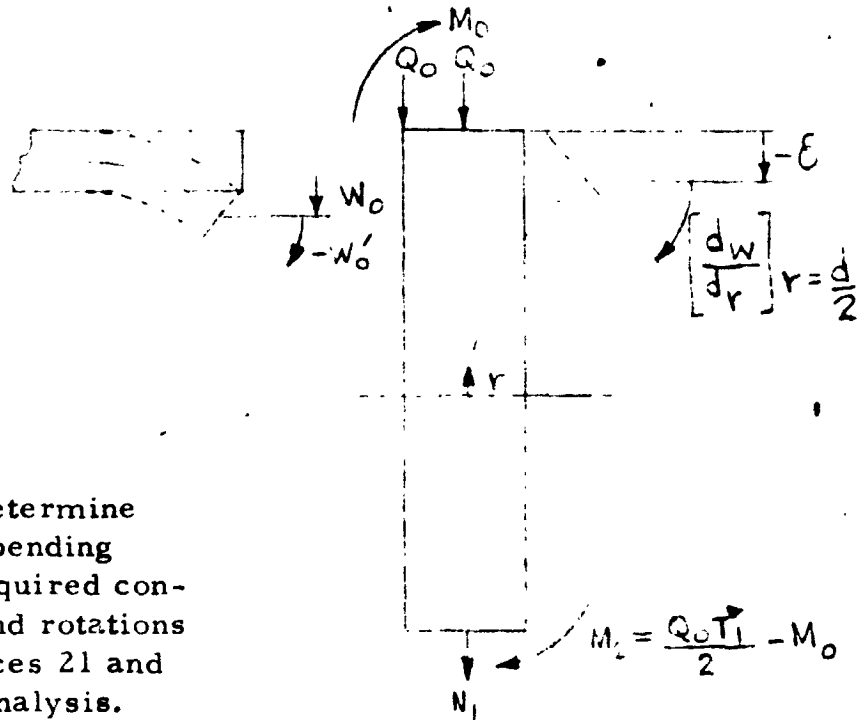 M₀
Q₀ Q₀
-ε
W₀
-W₀′
[dw/dr] r = d/2
r
etermine
bending
quired con-
nd rotations
ces 21 and
nalysis.
= Q₀T₁/2 - M₀
N₁